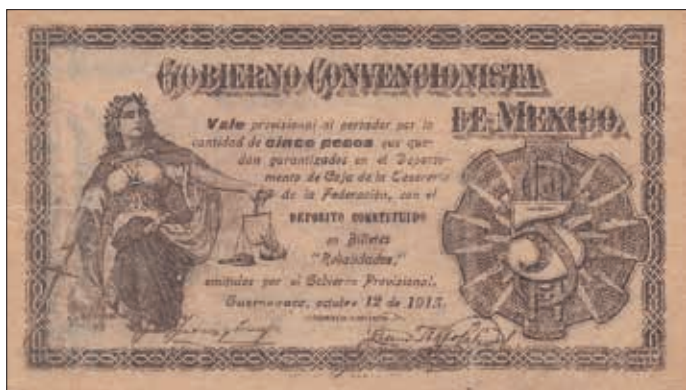 GOBIERNO CONVENCIONISTA
DE MEXICO.
Vale provisional al portador por la
cantidad de cinco pesos que que-
dan garantizados en el Departa-
mento de Caja de la Tesorería
de la Federación, con el
DEPOSITO CONSTITUIDO
en Billetes
"Revalidados,"
emitidos por el Gobierno Provisional.
Cuernavaca, octubre 12 de 1915.